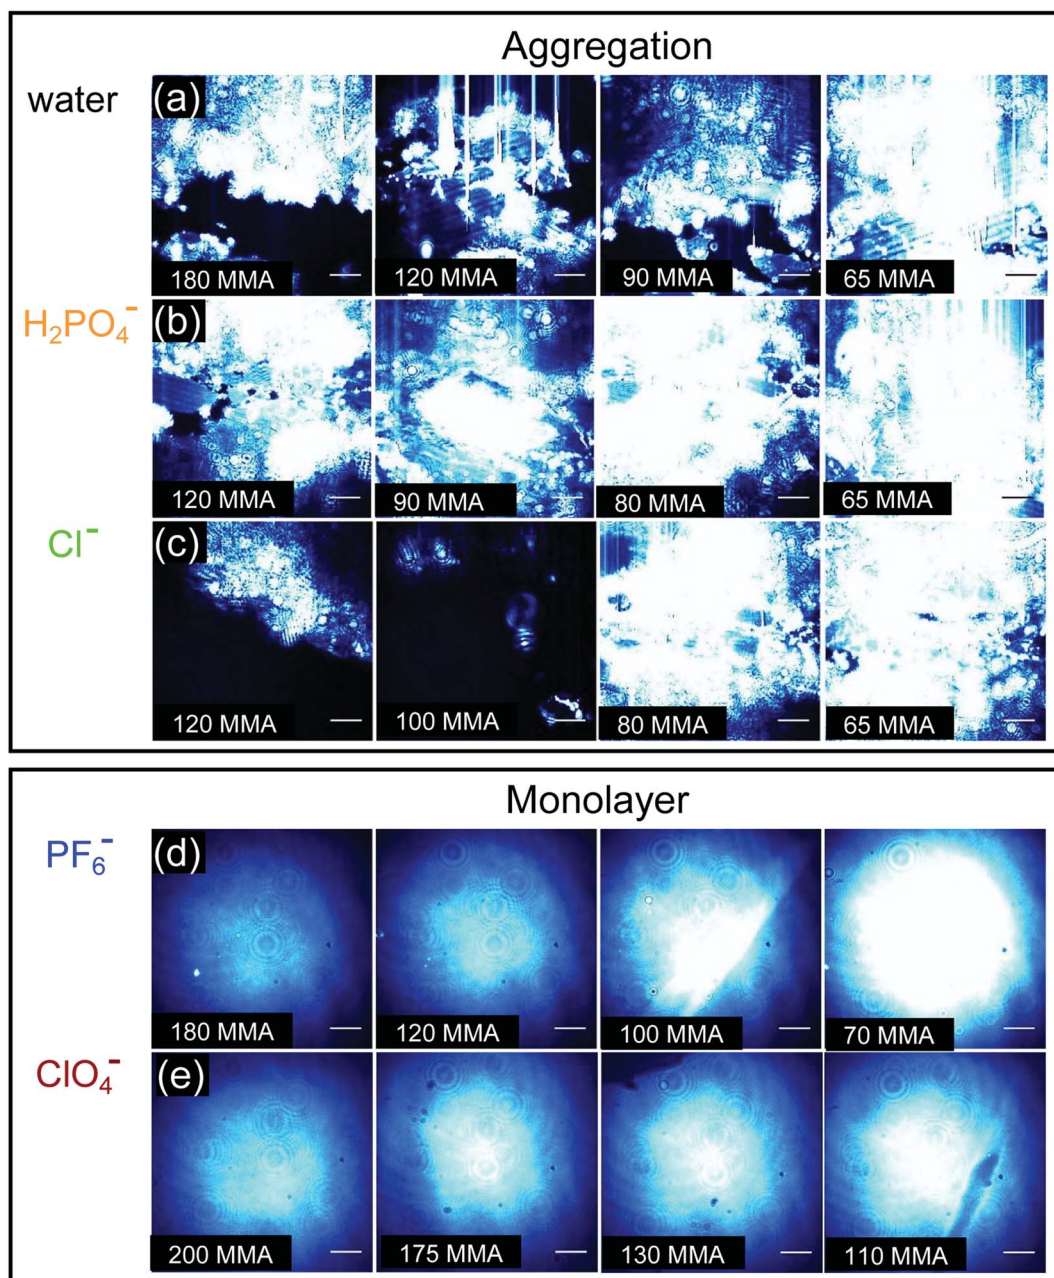 Aggregation
water
(a)
180 MMA
120 MMA
90 MMA
65 MMA
H₂PO₄⁻
(b)
120 MMA
90 MMA
80 MMA
65 MMA
Cl⁻
(c)
120 MMA
100 MMA
80 MMA
65 MMA
Monolayer
PF₆⁻
(d)
180 MMA
120 MMA
100 MMA
70 MMA
ClO₄⁻
(e)
200 MMA
175 MMA
130 MMA
110 MMA